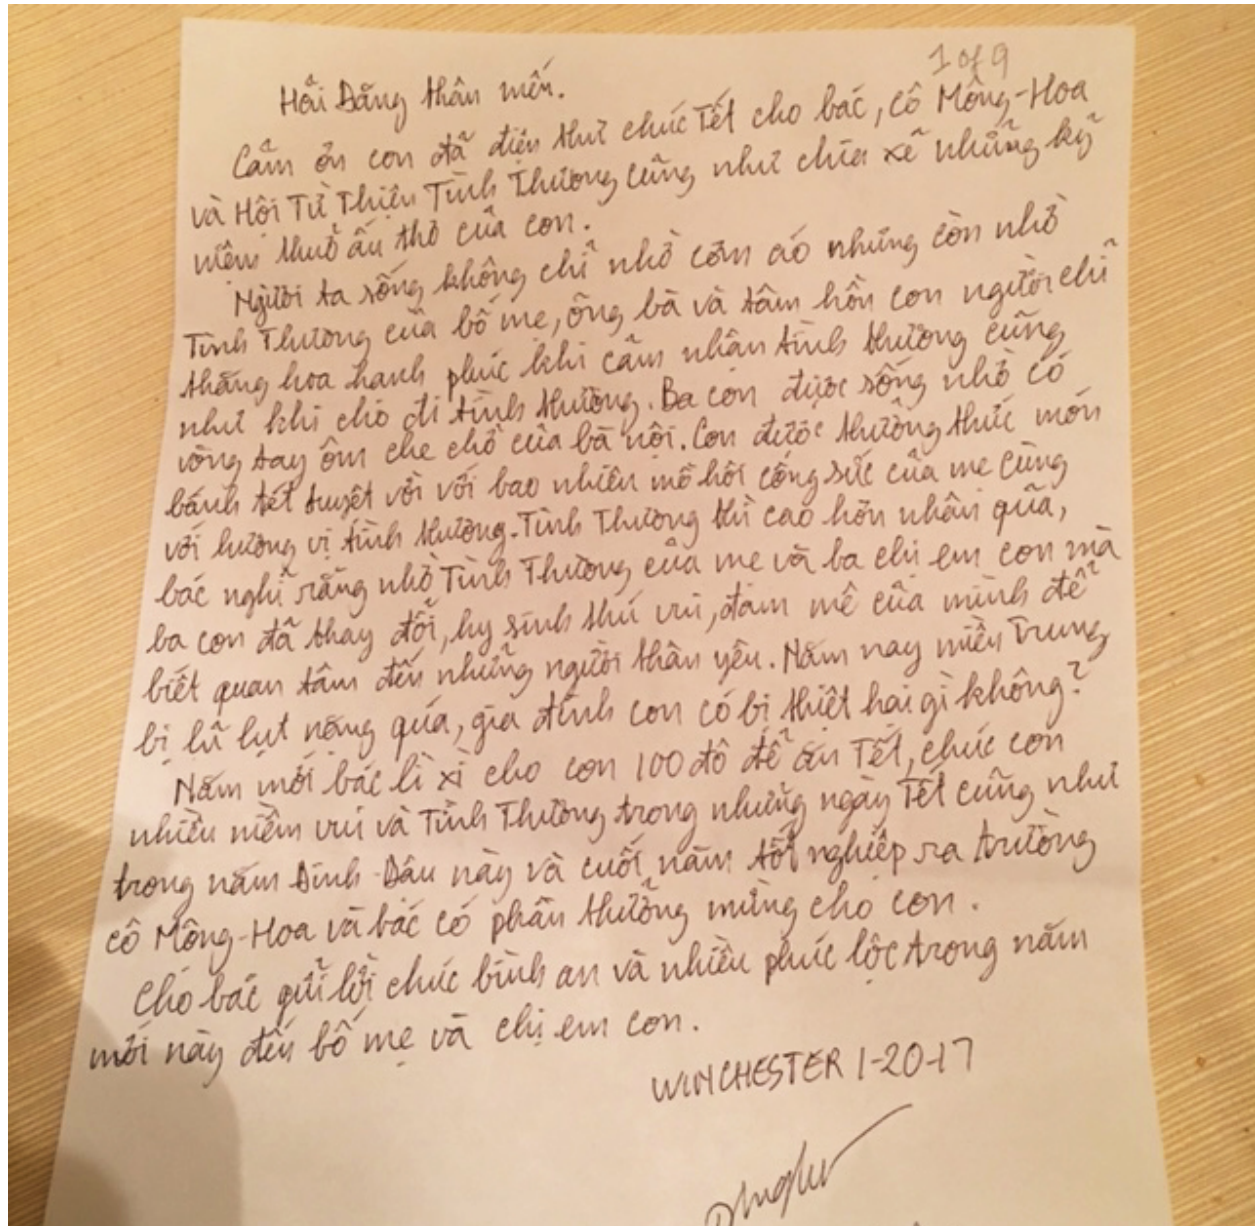 1 of 9
Hải Đăng thân mến.
Cảm ơn con đã điện thư chúc Tết cho bác, cô Mộng-Hoa
và Hội Từ Thiện Tình Thương cũng như chia xẻ những kỷ
niệm thuở ấu thơ của con.
Người ta sống không chỉ nhờ cơm áo nhưng còn nhờ
Tình Thương của bố mẹ, ông bà và tâm hồn con người chỉ
thăng hoa hạnh phúc khi cảm nhận tình thương cũng
như khi cho đi tình thương. Ba con được sống nhờ có
vòng tay ôm che chở của bà nội. Con được thưởng thức món
bánh tét tuyệt vời với bao nhiên mồ hôi công sức của mẹ cùng
với hương vị tình thương. Tình Thương thì cao hơn nhân quả,
bác nghĩ rằng nhờ Tình Thương của mẹ và ba chị em con mà
ba con đã thay đổi, hy sinh thú vui, đam mê của mình để
biết quan tâm đến những người thân yêu. Năm nay miền Trung
bị lũ lụt nặng quá, gia đình con có bị thiệt hại gì không?
Năm mới bác lì xì cho con 100 đô để ăn Tết, chúc con
nhiều niềm vui và Tình Thương trong những ngày Tết cũng như
trong năm Đinh-Dậu này và cuối năm tốt nghiệp ra trường
cô Mộng-Hoa và bác có phần thưởng mừng cho con.
Cho bác gửi lời chúc bình an và nhiều phúc lộc trong năm
mới này đến bố mẹ và chị em con.
WINCHESTER 1-20-17